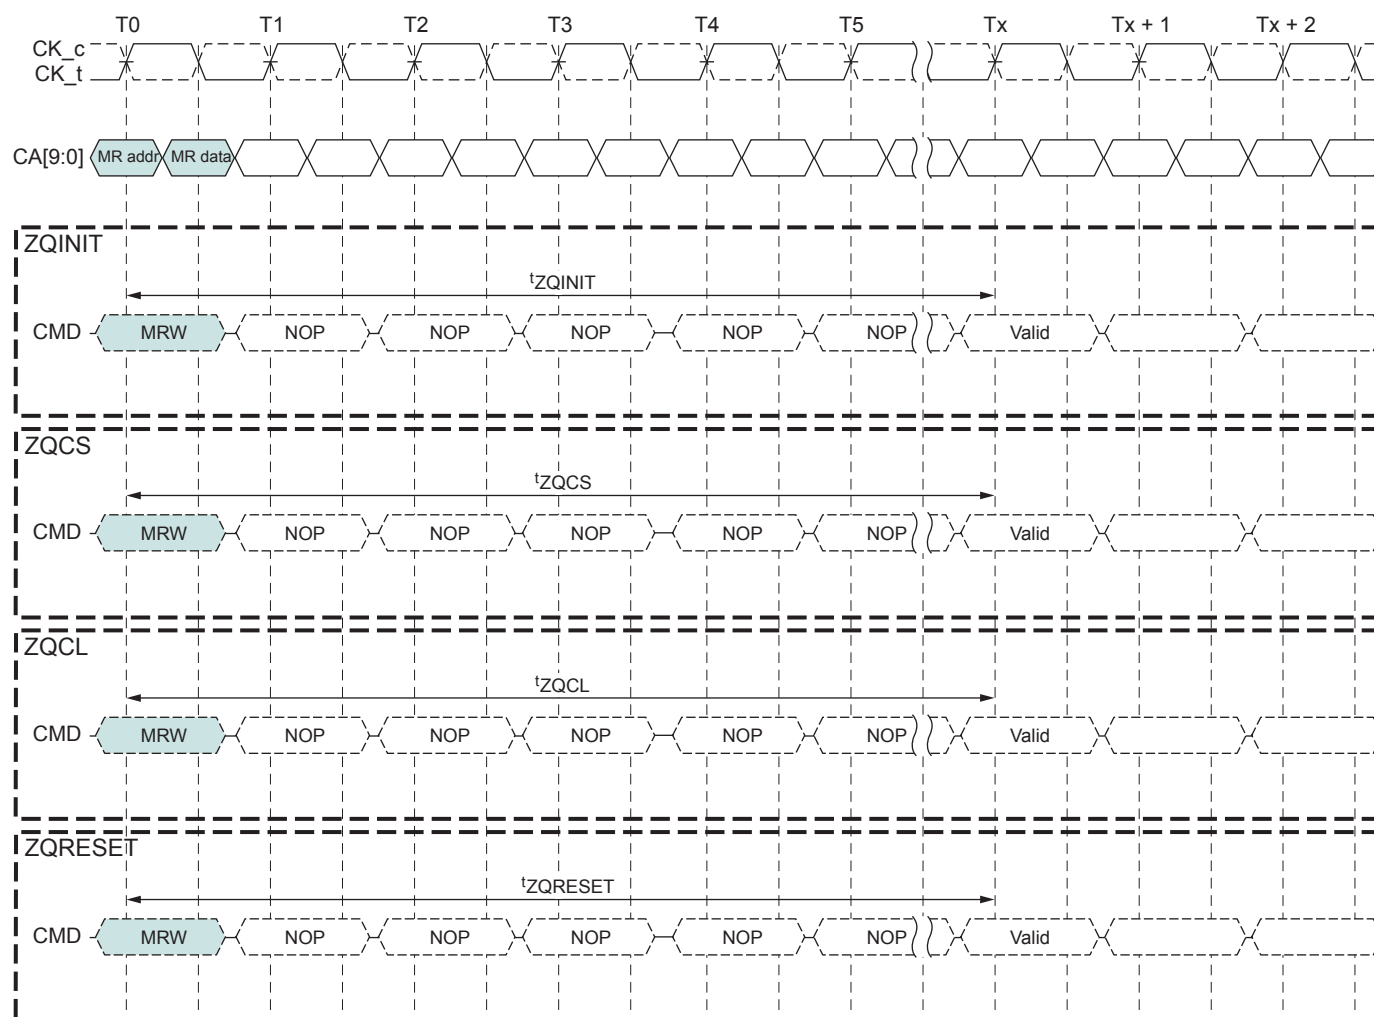 T0 T1 T2 T3 T4 T5 Tx Tx + 1 Tx + 2
CK_c
CK_t
CA[9:0] MR addr MR data
ZQINIT
tZQINIT
CMD MRW NOP NOP NOP NOP NOP Valid
ZQCS
tZQCS
CMD MRW NOP NOP NOP NOP NOP Valid
ZQCL
tZQCL
CMD MRW NOP NOP NOP NOP NOP Valid
ZQRESET
tZQRESET
CMD MRW NOP NOP NOP NOP NOP Valid